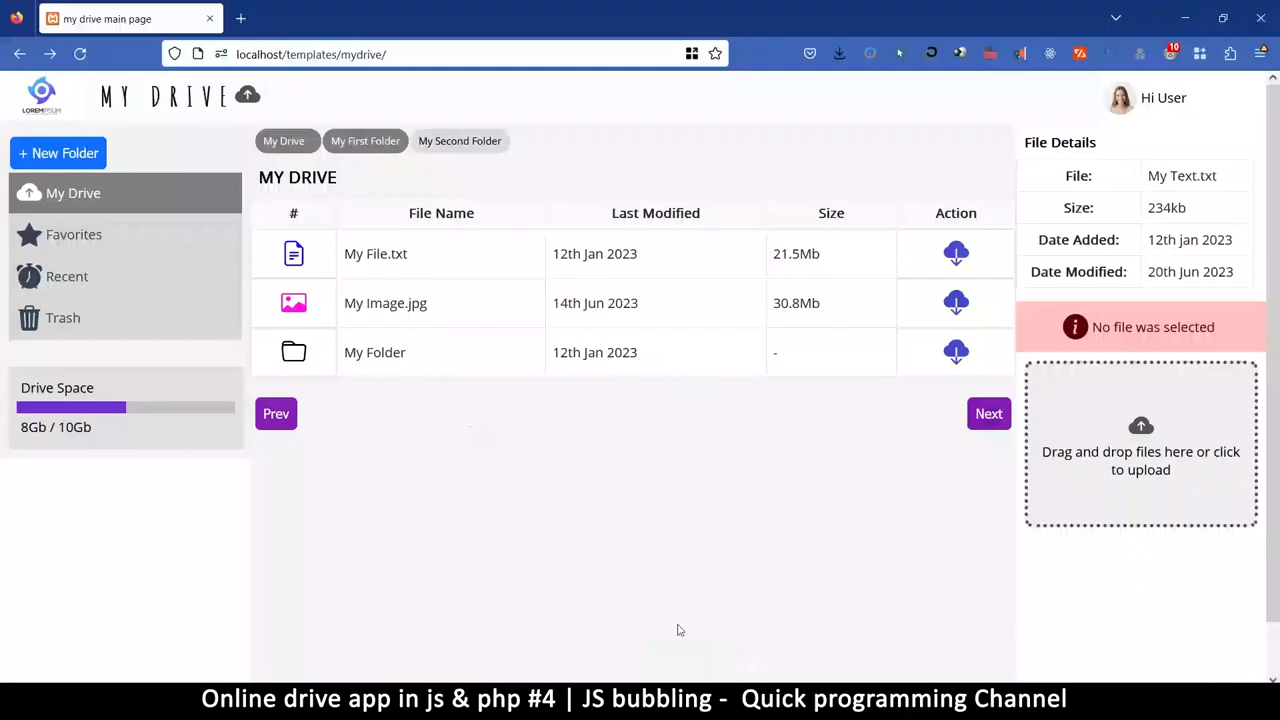 my drive main page
localhost/templates/mydrive/
10
LOREMIPSUM
MY DRIVE
Hi User
+ New Folder
My Drive
Favorites
Recent
Trash
Drive Space
8Gb / 10Gb
My Drive
My First Folder
My Second Folder
MY DRIVE
# File Name Last Modified Size Action
My File.txt 12th Jan 2023 21.5Mb
My Image.jpg 14th Jun 2023 30.8Mb
My Folder 12th Jan 2023 -
Prev
Next
File Details
File: My Text.txt
Size: 234kb
Date Added: 12th jan 2023
Date Modified: 20th Jun 2023
No file was selected
Drag and drop files here or click
to upload
Online drive app in js & php #4 | JS bubbling - Quick programming Channel